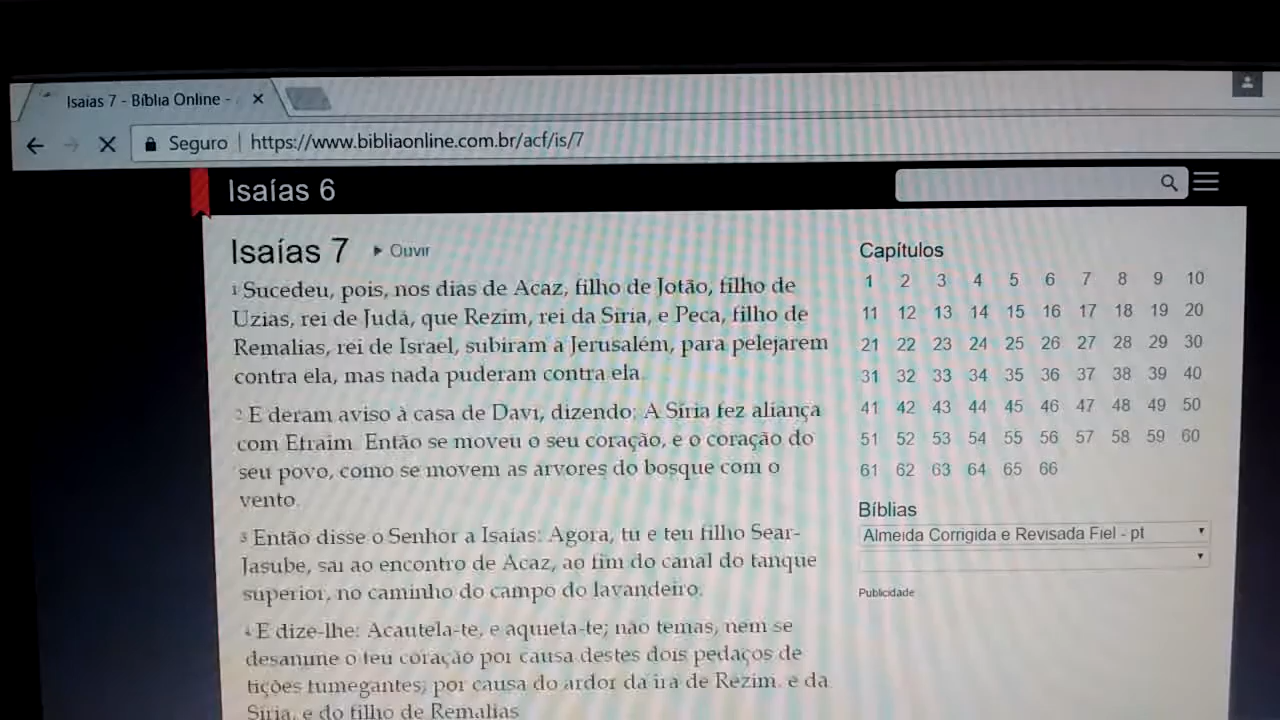 Isaías 7 - Bíblia Online -
Seguro | https://www.bibliaonline.com.br/acf/is/7
Isaías 6
Isaías 7 Ouvir
1 Sucedeu, pois, nos dias de Acaz, filho de Jotão, filho de
Uzias, rei de Judá, que Rezim, rei da Síria, e Peca, filho de
Remalias, rei de Israel, subiram a Jerusalém, para pelejarem
contra ela, mas nada puderam contra ela.
2 E deram aviso à casa de Davi, dizendo: A Síria fez aliança
com Efraim. Então se moveu o seu coração, e o coração do
seu povo, como se movem as árvores do bosque com o
vento.
3 Então disse o Senhor a Isaías: Agora, tu e teu filho Sear-
Jasube, saí ao encontro de Acaz, ao fim do canal do tanque
superior, no caminho do campo do lavandeiro.
4 E dize-lhe: Acautela-te, e aquieta-te; não temas, nem se
desanime o teu coração por causa destes dois pedaços de
tições fumegantes; por causa do ardor da ira de Rezim, e da
Síria, e do filho de Remalias.
Capítulos
1 2 3 4 5 6 7 8 9 10
11 12 13 14 15 16 17 18 19 20
21 22 23 24 25 26 27 28 29 30
31 32 33 34 35 36 37 38 39 40
41 42 43 44 45 46 47 48 49 50
51 52 53 54 55 56 57 58 59 60
61 62 63 64 65 66
Bíblias
Almeida Corrigida e Revisada Fiel - pt
Publicidade